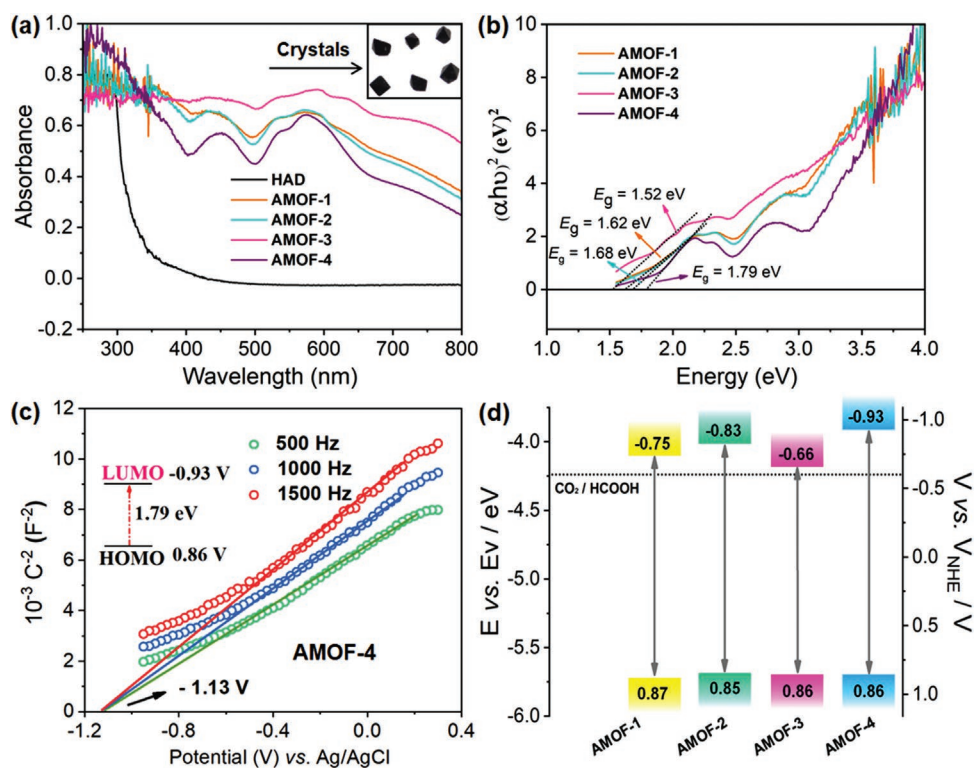 (a)
Crystals
HAD
AMOF-1
AMOF-2
AMOF-3
AMOF-4
Absorbance
1.0
0.8
0.6
0.4
0.2
0.0
-0.2
300 400 500 600 700 800
Wavelength (nm)
(b)
AMOF-1
AMOF-2
AMOF-3
AMOF-4
Eg = 1.52 eV
Eg = 1.62 eV
Eg = 1.68 eV
Eg = 1.79 eV
(αhυ)² (eV)²
10
8
6
4
2
0
1.0 1.5 2.0 2.5 3.0 3.5 4.0
Energy (eV)
(c)
500 Hz
1000 Hz
1500 Hz
LUMO -0.93 V
1.79 eV
HOMO 0.86 V
AMOF-4
- 1.13 V
10⁻³ C⁻² (F⁻²)
12
10
8
6
4
2
0
-1.2 -0.8 -0.4 0.0 0.4
Potential (V) vs. Ag/AgCl
(d)
-0.75 -0.83 -0.66 -0.93
CO₂ / HCOOH
0.87 0.85 0.86 0.86
E vs. Ev / eV
-4.0
-4.5
-5.0
-5.5
-6.0
-1.0
-0.5
0.0
0.5
1.0
V vs. VNHE / V
AMOF-1 AMOF-2 AMOF-3 AMOF-4